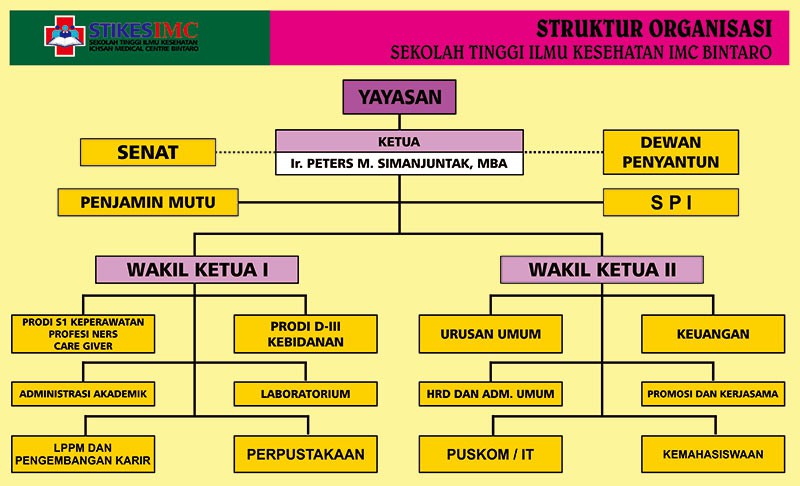 STIKESIMC
SEKOLAH TINGGI ILMU KESEHATAN
ICHSAN MEDICAL CENTRE BINTARO
STRUKTUR ORGANISASI
SEKOLAH TINGGI ILMU KESEHATAN IMC BINTARO
YAYASAN
KETUA
Ir. PETERS M. SIMANJUNTAK, MBA
SENAT
DEWAN
PENYANTUN
PENJAMIN MUTU
S P I
WAKIL KETUA I
WAKIL KETUA II
PRODI S1 KEPERAWATAN
PROFESI NERS
CARE GIVER
PRODI D-III
KEBIDANAN
URUSAN UMUM
KEUANGAN
ADMINISTRASI AKADEMIK
LABORATORIUM
HRD DAN ADM. UMUM
PROMOSI DAN KERJASAMA
LPPM DAN
PENGEMBANGAN KARIR
PERPUSTAKAAN
PUSKOM / IT
KEMAHASISWAAN